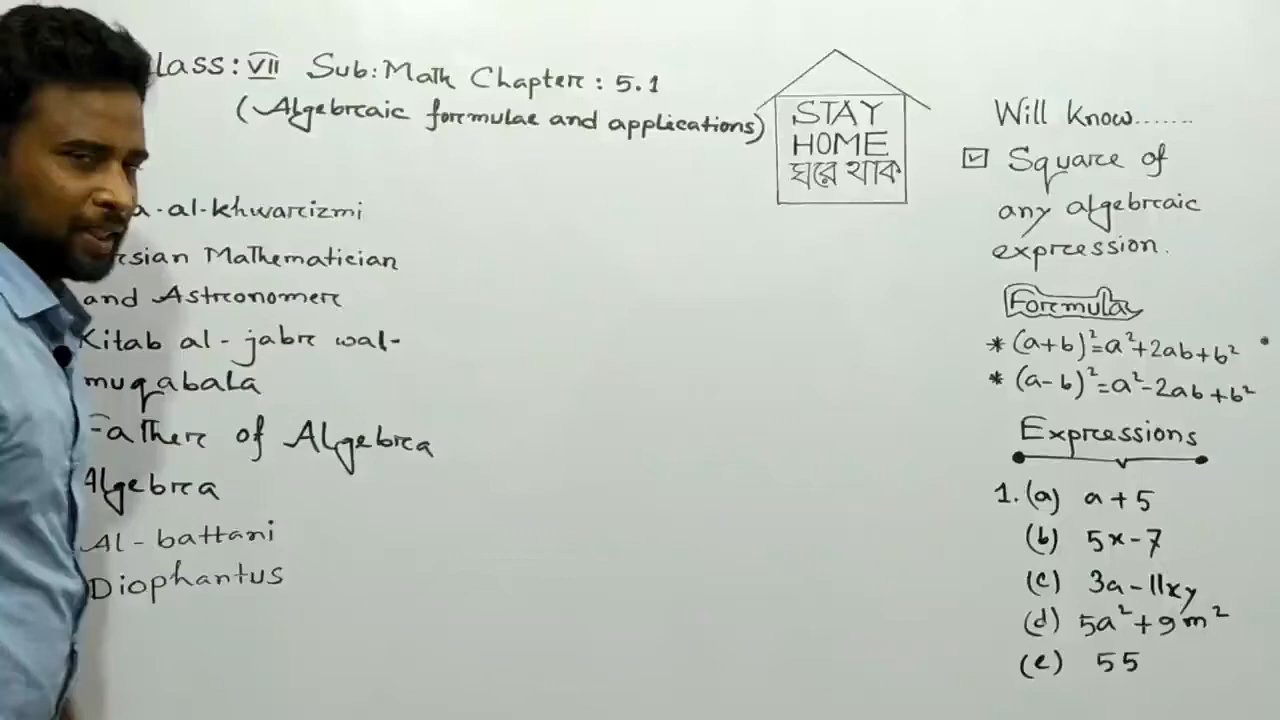 lass: VII Sub: Math Chapter: 5.1
(Algebraic formulae and applications)
STAY
HOME
ঘরে থাক
a-al-khwarizmi
rsian Mathematician
and Astronomer
Kitab al-jabr wal-
muqabala
Father of Algebra
Algebra
Al-battani
Diophantus
Will know.......
☑ Square of
any algebraic
expression.
Formula
* (a+b)²=a²+2ab+b²
* (a-b)²=a²-2ab+b²
Expressions
1. (a) a+5
(b) 5x-7
(c) 3a-11xy
(d) 5a²+9m²
(e) 55